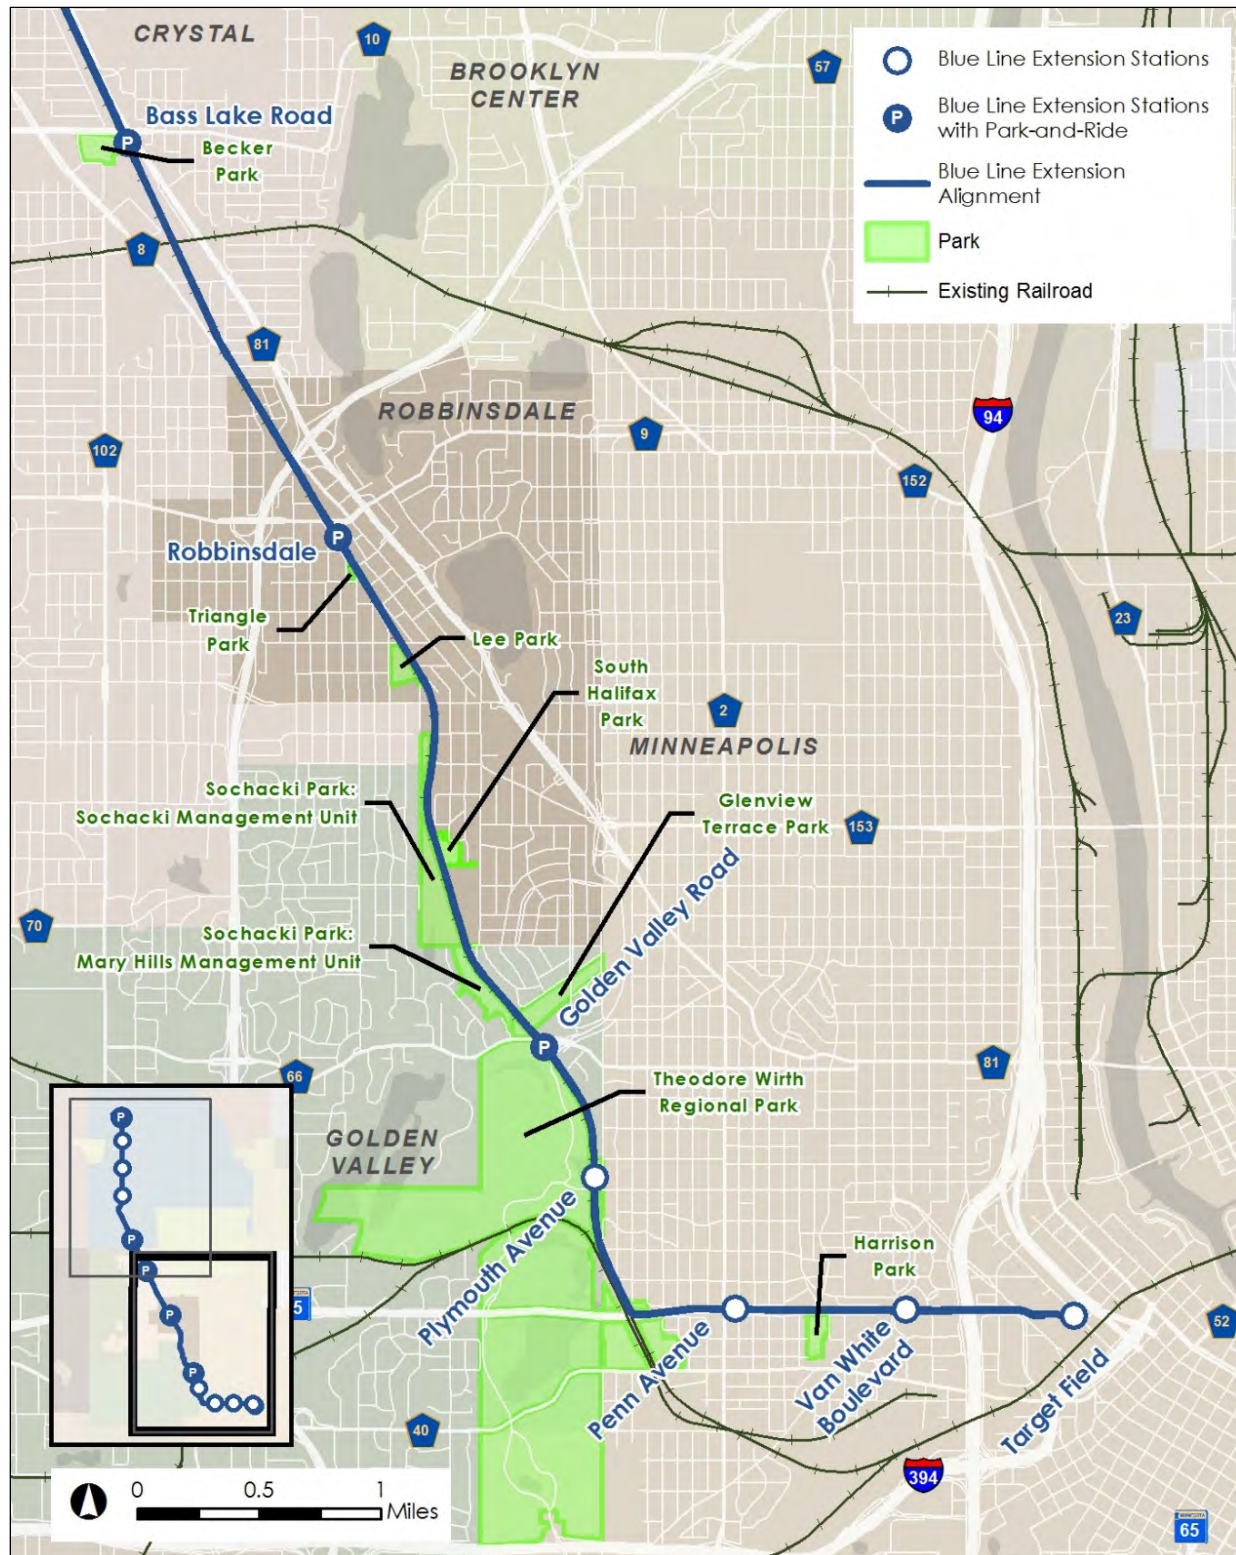 CRYSTAL
10
BROOKLYN
CENTER
57
Blue Line Extension Stations
P
Blue Line Extension Stations
with Park-and-Ride
Blue Line Extension
Alignment
Park
Existing Railroad
Bass Lake Road
P
Becker
Park
8
81
ROBBINSDALE
94
102
9
152
P
Robbinsdale
Triangle
Park
23
Lee Park
South
Halifax
Park
2
MINNEAPOLIS
Sochacki Park:
Sochacki Management Unit
Glenview
Terrace Park
153
70
Sochacki Park:
Mary Hills Management Unit
Golden Valley Road
P
66
81
Theodore Wirth
Regional Park
GOLDEN
VALLEY
Plymouth Avenue
P
P
P
P
P
Harrison
Park
5
52
Penn Avenue
Van White
Boulevard
Target Field
40
394
0 0.5 1
Miles
MINNESOTA
65